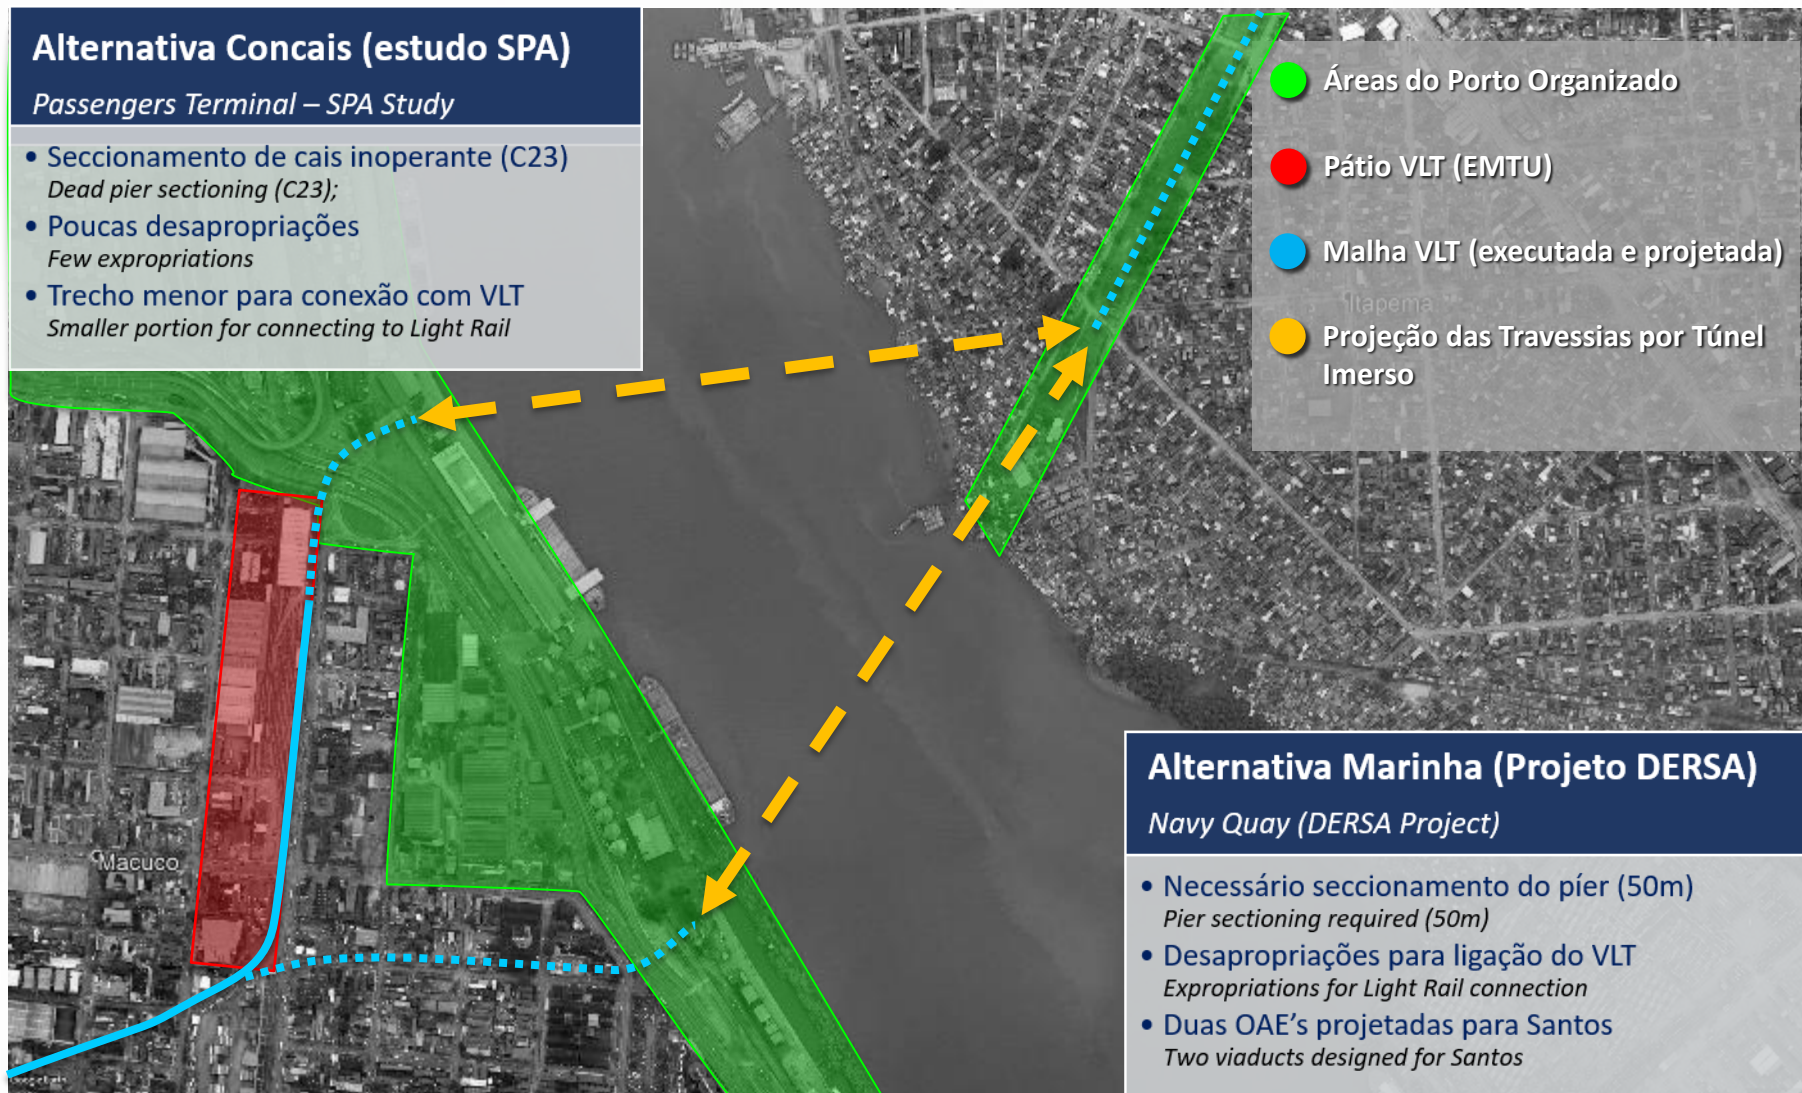 Alternativa Concais (estudo SPA)
Passengers Terminal – SPA Study
• Seccionamento de cais inoperante (C23)
Dead pier sectioning (C23);
• Poucas desapropriações
Few expropriations
• Trecho menor para conexão com VLT
Smaller portion for connecting to Light Rail
Áreas do Porto Organizado
Pátio VLT (EMTU)
Malha VLT (executada e projetada)
Itapema
Projeção das Travessias por Túnel
Imerso
Macuco
Alternativa Marinha (Projeto DERSA)
Navy Quay (DERSA Project)
• Necessário seccionamento do píer (50m)
Pier sectioning required (50m)
• Desapropriações para ligação do VLT
Expropriations for Light Rail connection
• Duas OAE’s projetadas para Santos
Two viaducts designed for Santos